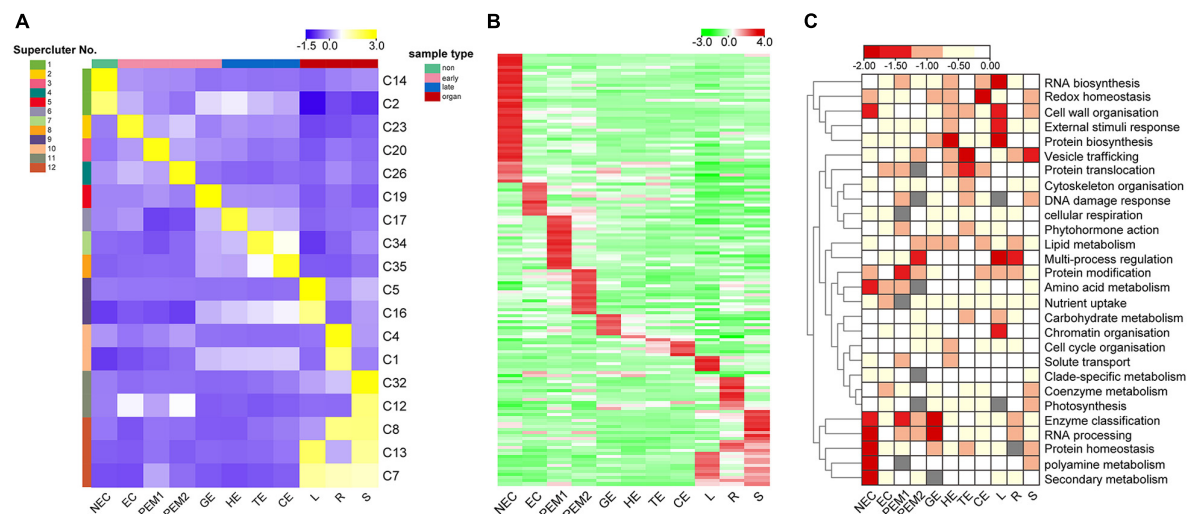 A
-1.5 0.0 3.0
Supercluter No.
1
2
3
4
5
6
7
8
9
10
11
12
sample type
non
early
late
organ
C14
C2
C23
C20
C26
C19
C17
C34
C35
C5
C16
C4
C1
C32
C12
C8
C13
C7
NEC EC PEM1 PEM2 GE HE TE CE L R S
B
-3.0 0.0 4.0
NEC EC PEM1 PEM2 GE HE TE CE L R S
C
-2.00 -1.50 -1.00 -0.50 0.00
RNA biosynthesis
Redox homeostasis
Cell wall organisation
External stimuli response
Protein biosynthesis
Vesicle trafficking
Protein translocation
Cytoskeleton organisation
DNA damage response
cellular respiration
Phytohormone action
Lipid metabolism
Multi-process regulation
Protein modification
Amino acid metabolism
Nutrient uptake
Carbohydrate metabolism
Chromatin organisation
Cell cycle organisation
Solute transport
Clade-specific metabolism
Coenzyme metabolism
Photosynthesis
Enzyme classification
RNA processing
Protein homeostasis
polyamine metabolism
Secondary metabolism
NEC EC PEM1 PEM2 GE HE TE CE L R S